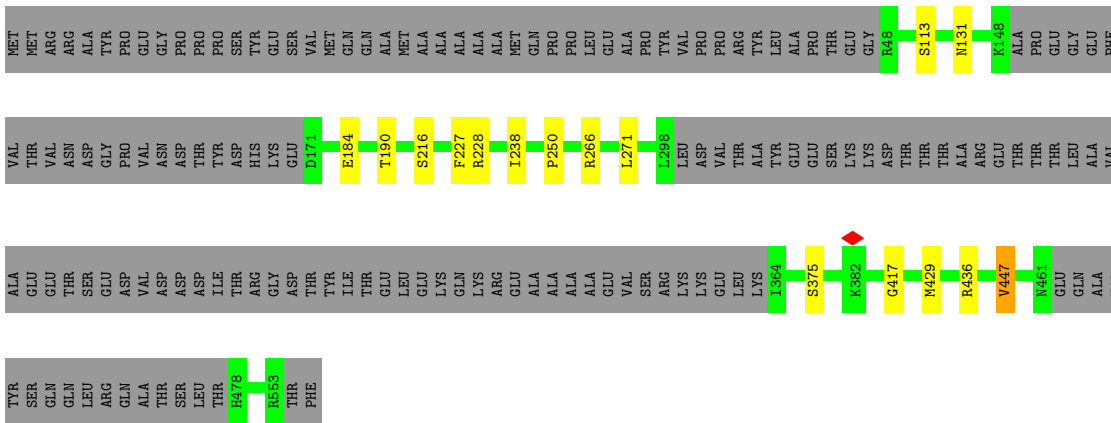 MET MET ARG ARG ALA TYR PRO GLU GLY PRO PRO PRO SER TYR GLU SER VAL MET GLN GLN ALA MET ALA ALA ALA ALA ALA MET GLN PRO PRO LEU GLU ALA PRO TYR VAL PRO PRO ARG TYR LEU ALA PRO THR GLU GLY R48 S113 N131 K148 ALA PRO GLU GLY GLU PHE
VAL THR VAL ASN ASP GLY PRO VAL ASN ASP THR TYR ASP HIS LYS GLU D171 E184 T190 S216 F227 R228 I238 P250 R266 L271 L298 LEU ASP VAL THR ALA TYR GLU GLU SER LYS LYS ASP THR THR THR ALA ARG GLU THR THR THR LEU ALA VAL
ALA GLU GLU THR SER GLU ASP VAL ASP ASP ASP ILE THR ARG GLY ASP THR TYR ILE THR GLU LEU GLU LYS GLN LYS ARG GLU ALA ALA ALA ALA GLU VAL SER ARG LYS LYS GLU LEU LYS I364 S375 K382 G417 M429 R436 V447 N461 GLU GLN ALA
TYR SER GLN GLN LEU ARG GLN ALA THR SER LEU THR H478 R553 THR PHE